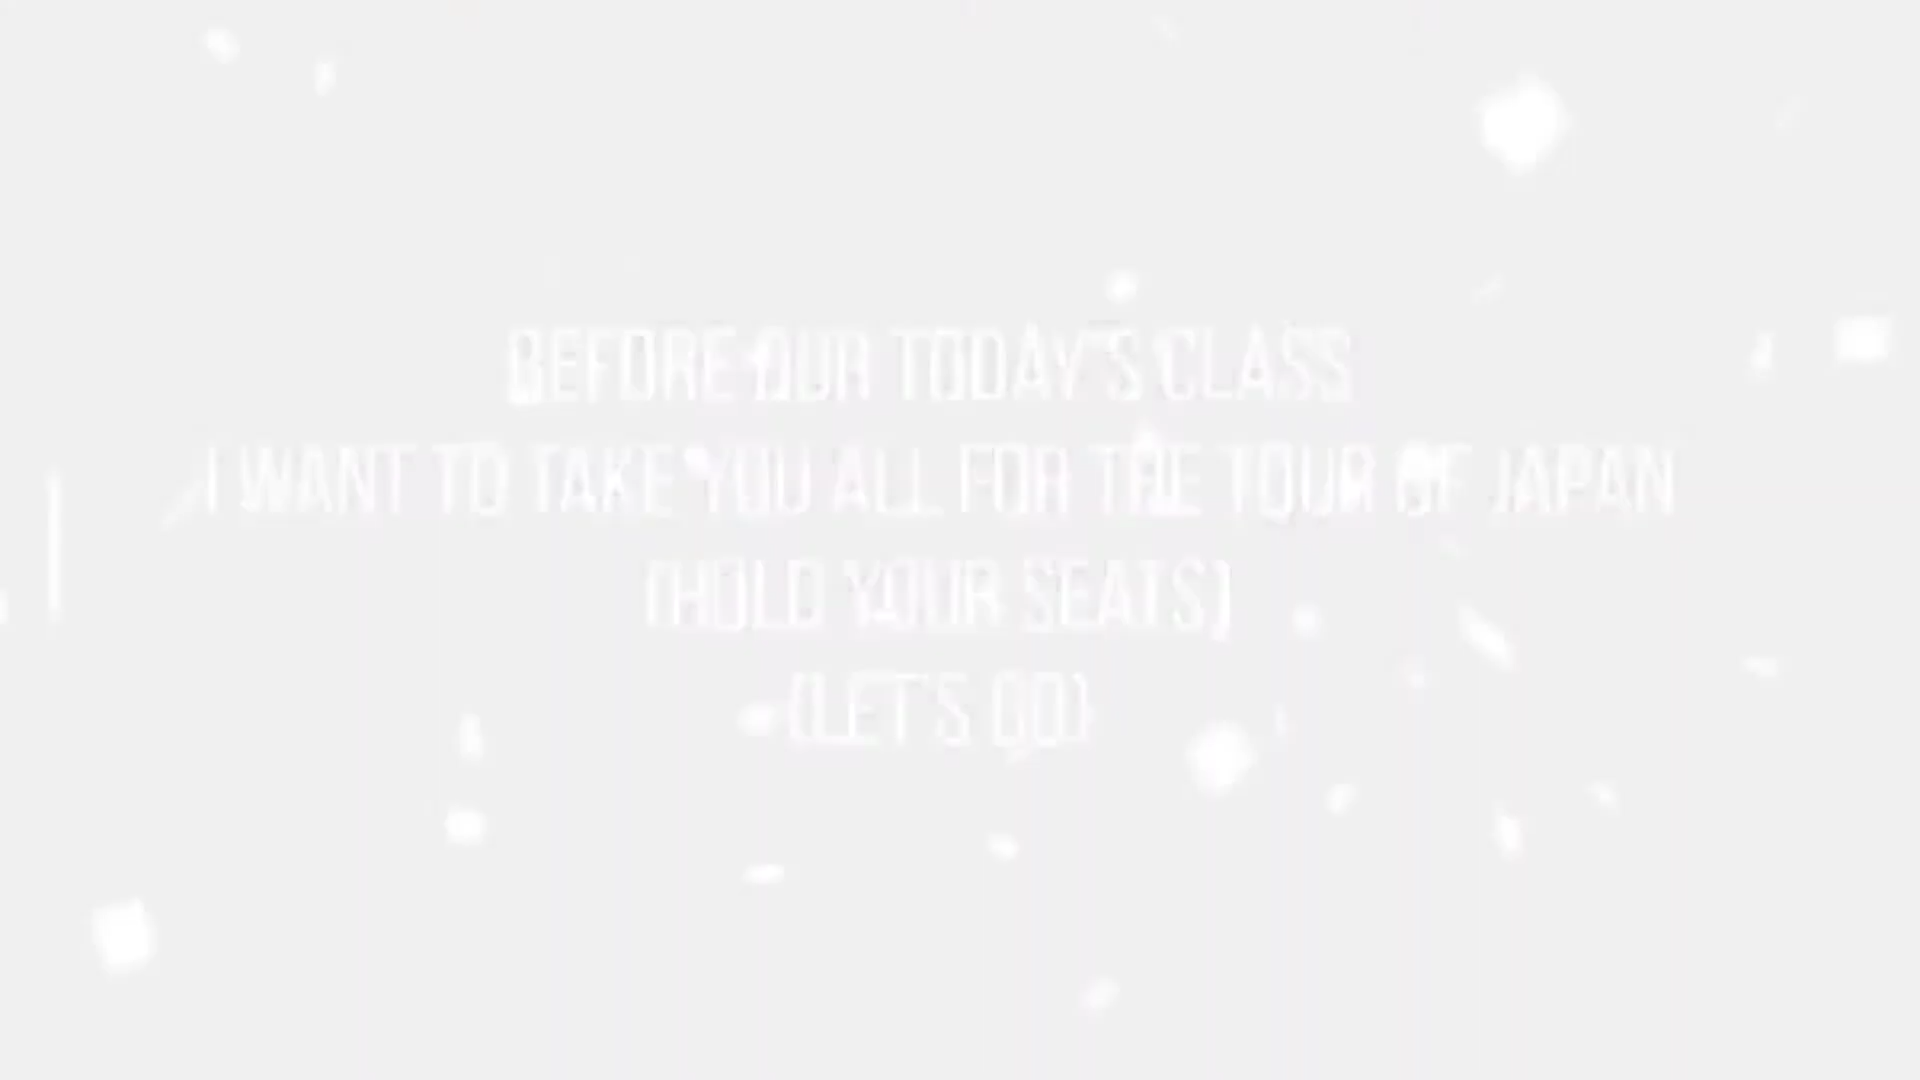 BEFORE OUR TODAY'S CLASS
I WANT TO TAKE YOU ALL FOR THE TOUR OF JAPAN
(HOLD YOUR SEATS)
(LET'S GO)